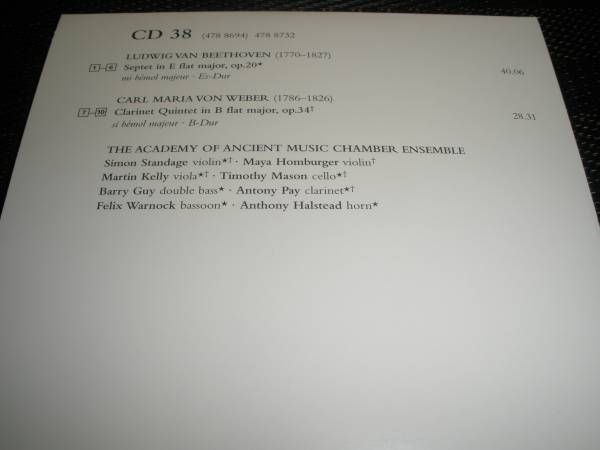 CD 38 (478 8694) 478 8732
LUDWIG VAN BEETHOVEN (1770–1827)
1–6 Septet in E flat major, op.20*
mi bémol majeur · Es-Dur
40.06
CARL MARIA VON WEBER (1786–1826)
7–10 Clarinet Quintet in B flat major, op.34†
si bémol majeur · B-Dur
28.31
THE ACADEMY OF ANCIENT MUSIC CHAMBER ENSEMBLE
Simon Standage violin*† · Maya Homburger violin†
Martin Kelly viola*† · Timothy Mason cello*†
Barry Guy double bass* · Antony Pay clarinet*†
Felix Warnock bassoon* · Anthony Halstead horn*